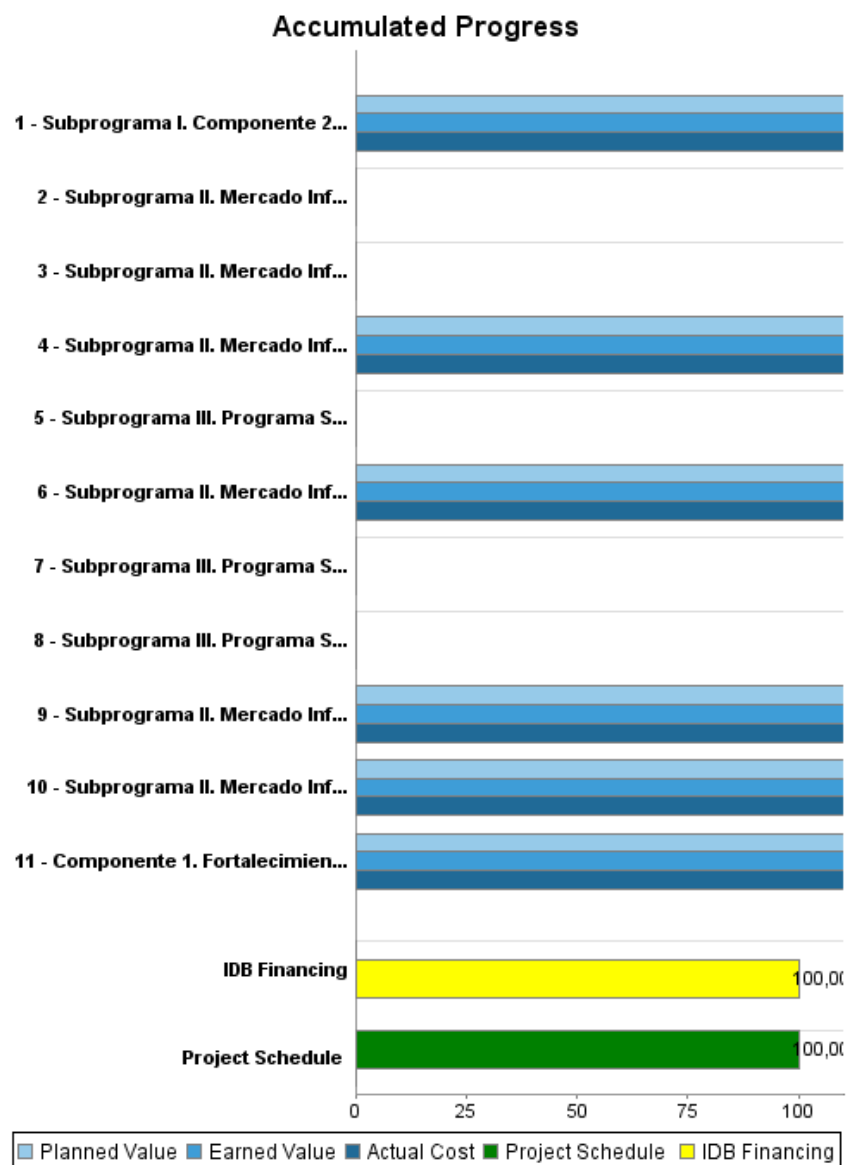 Accumulated Progress
1 - Subprograma I. Componente 2...
2 - Subprograma II. Mercado Inf...
3 - Subprograma II. Mercado Inf...
4 - Subprograma II. Mercado Inf...
5 - Subprograma III. Programa S...
6 - Subprograma II. Mercado Inf...
7 - Subprograma III. Programa S...
8 - Subprograma III. Programa S...
9 - Subprograma II. Mercado Inf...
10 - Subprograma II. Mercado Inf...
11 - Componente 1. Fortalecimien...
IDB Financing 100,00
Project Schedule 100,00
0 25 50 75 100
Planned Value Earned Value Actual Cost Project Schedule IDB Financing